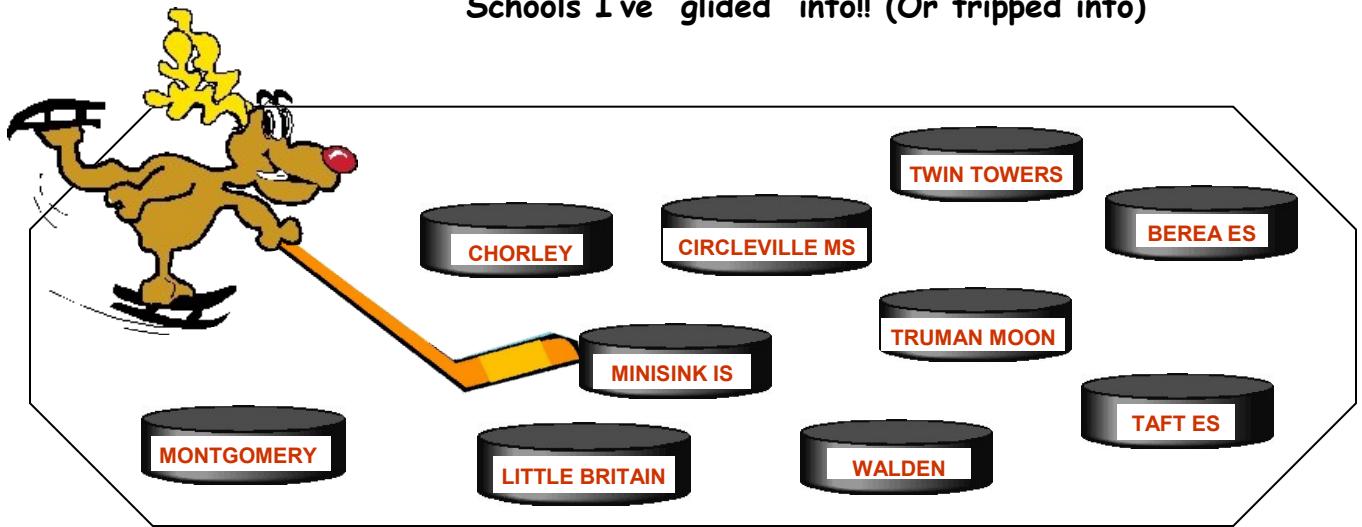 Schools I've "glided" into!! (Or tripped into)
TWIN TOWERS
BEREA ES
CHORLEY
CIRCLEVILLE MS
TRUMAN MOON
MINISINK IS
TAFT ES
MONTGOMERY
LITTLE BRITAIN
WALDEN